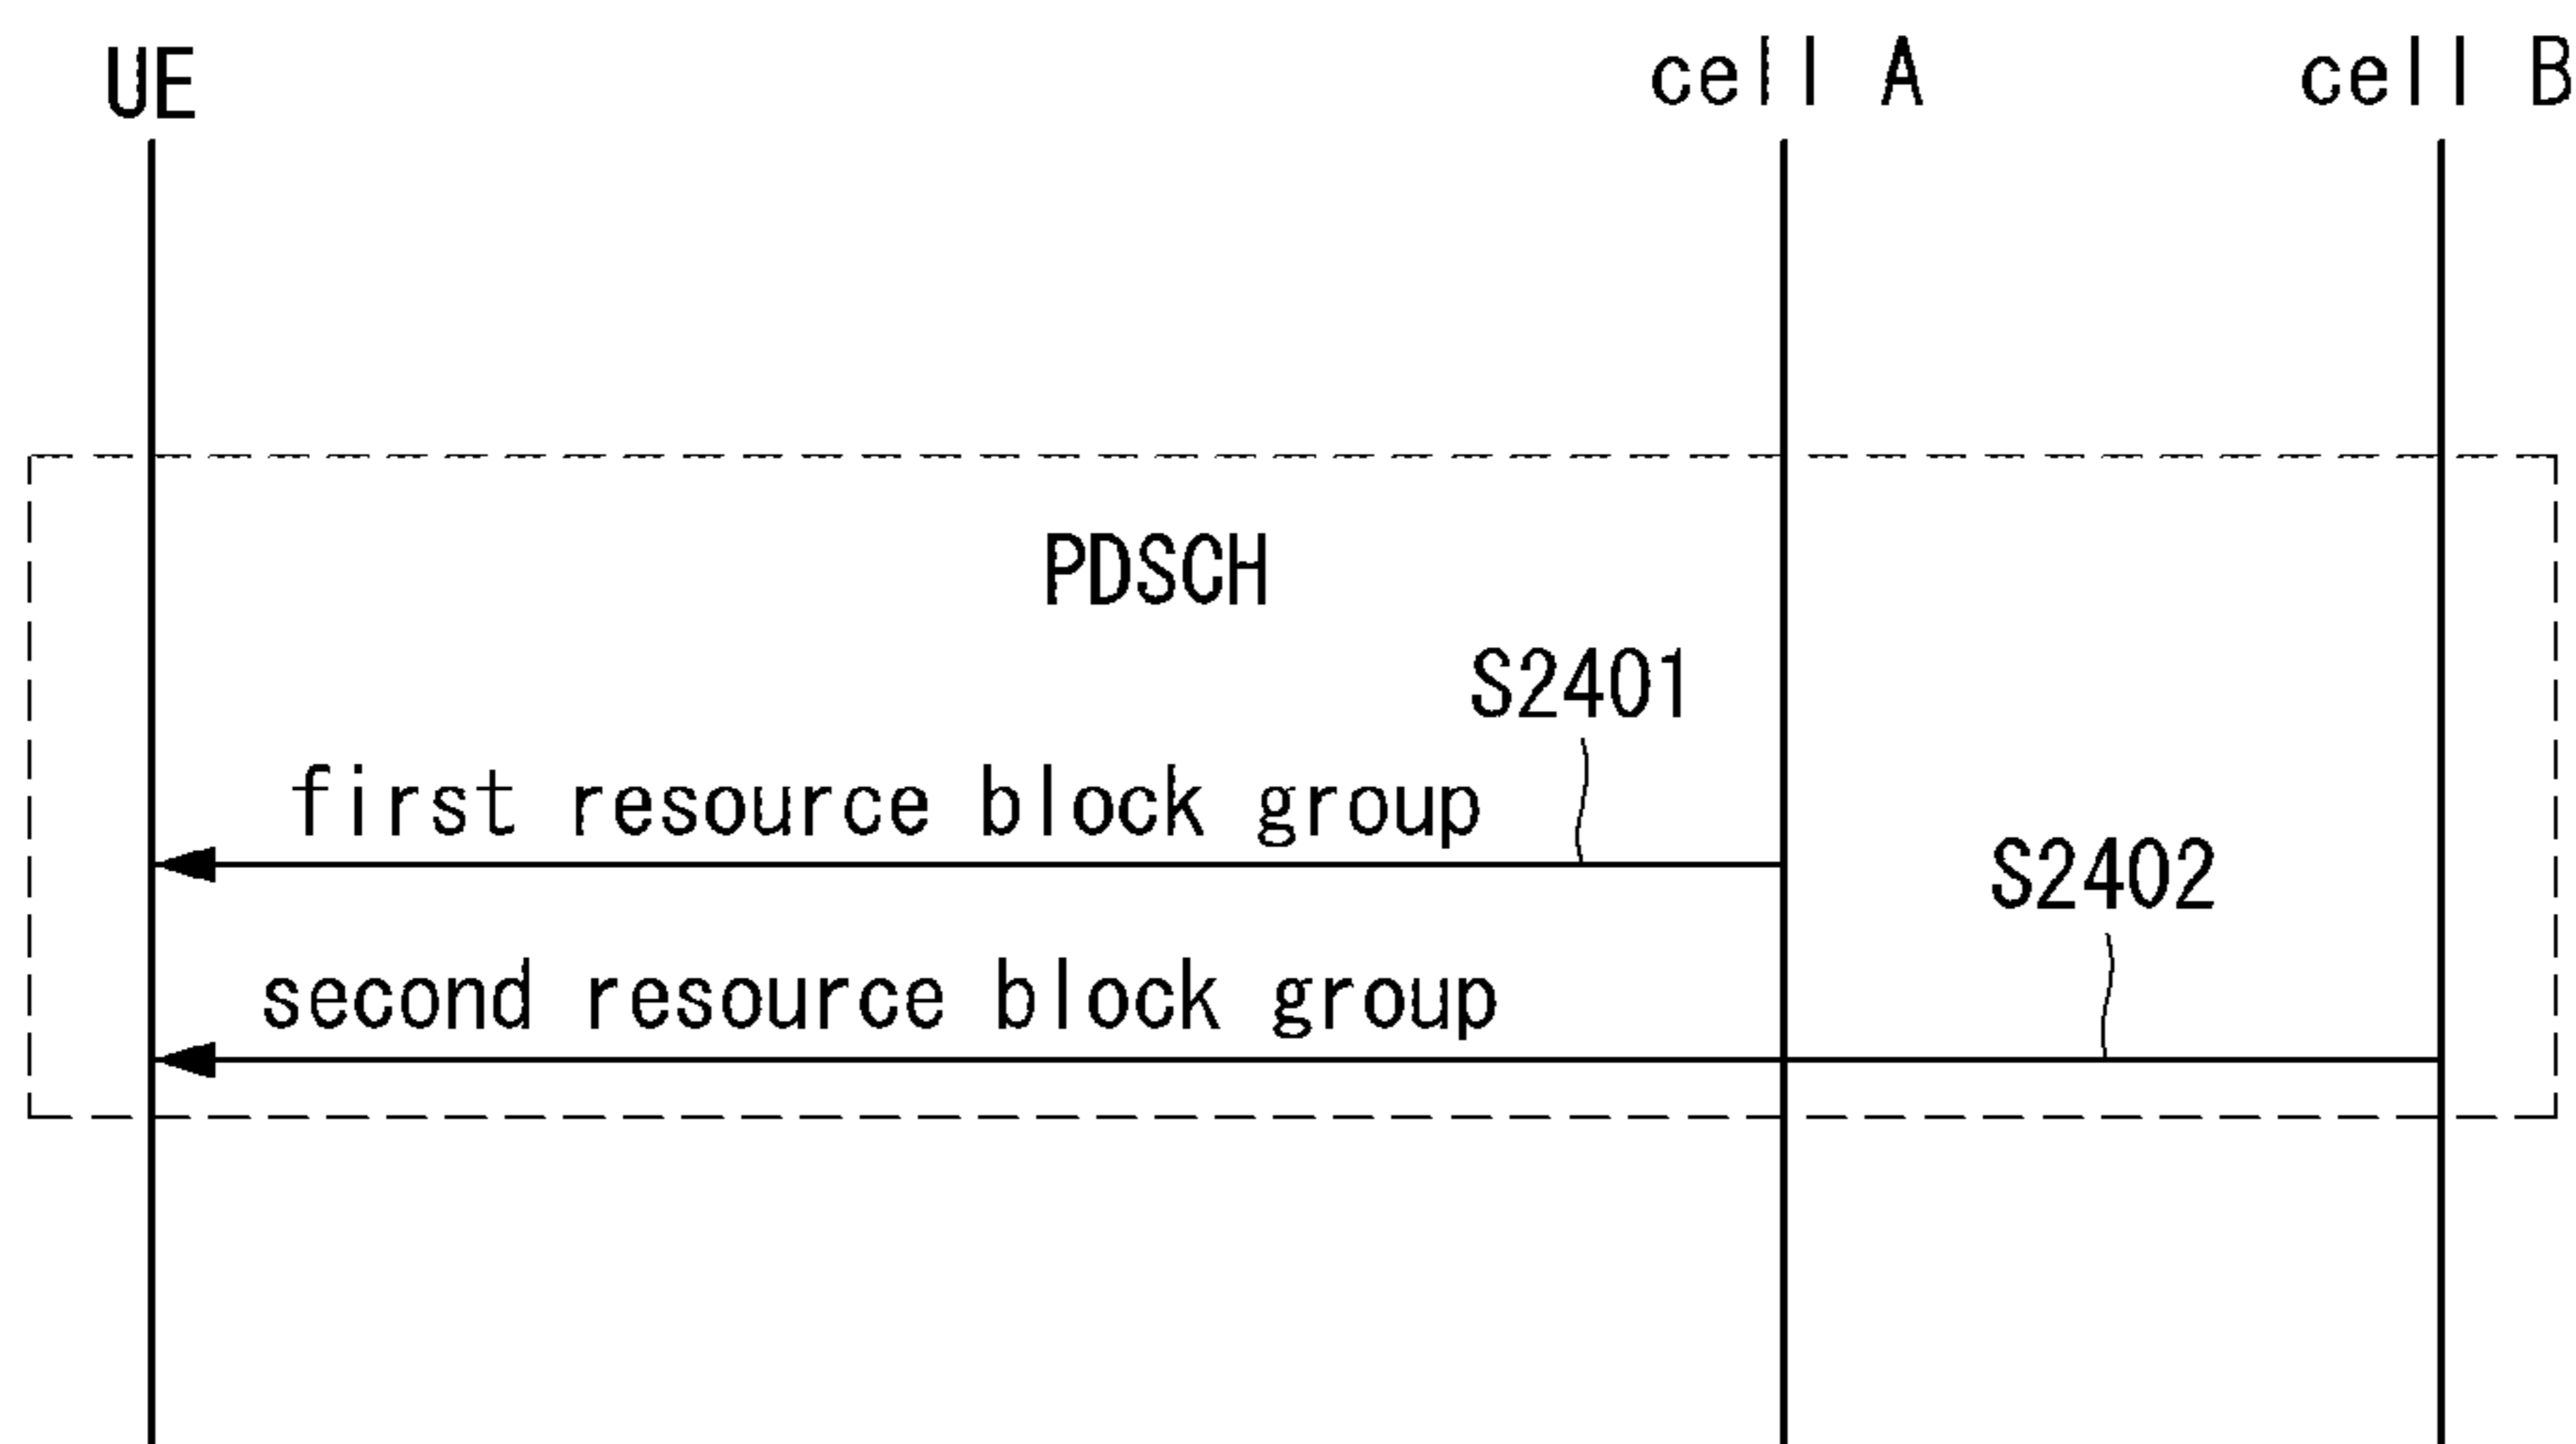 UE cell A cell B
PDSCH
S2401
first resource block group
S2402
second resource block group